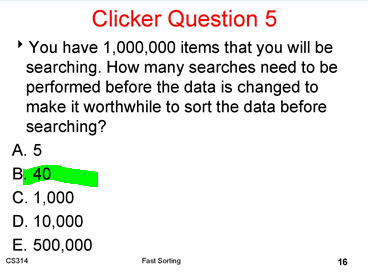 Clicker Question 5
You have 1,000,000 items that you will be
searching. How many searches need to be
performed before the data is changed to
make it worthwhile to sort the data before
searching?
A. 5
B. 40
C. 1,000
D. 10,000
E. 500,000
CS314 Fast Sorting 16